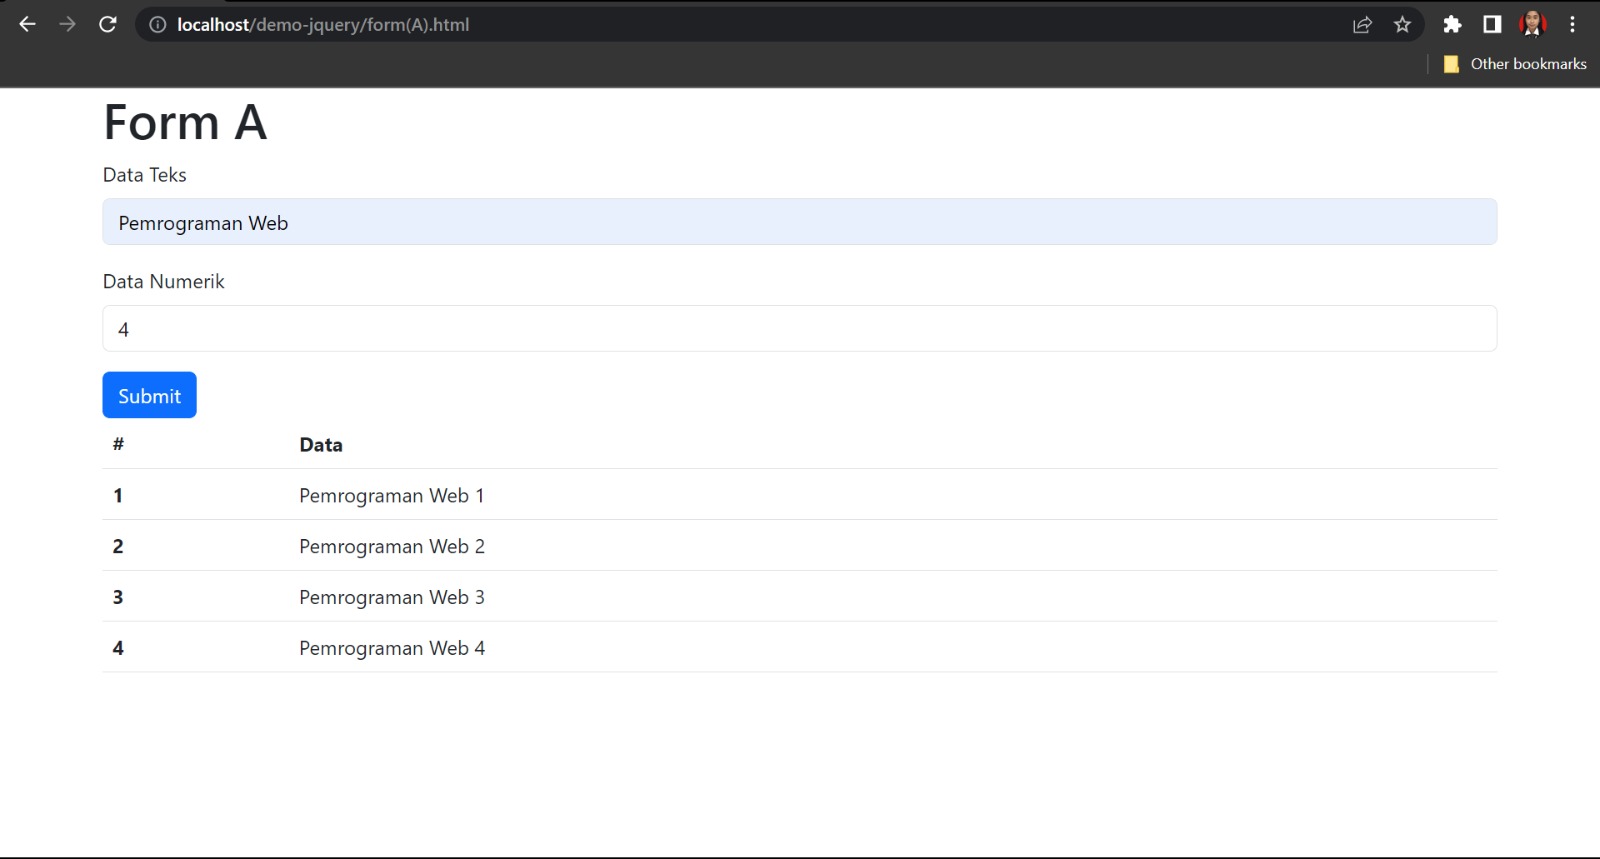 localhost/demo-jquery/form(A).html
Other bookmarks
Form A
Data Teks
Pemrograman Web
Data Numerik
4
Submit
# Data
1 Pemrograman Web 1
2 Pemrograman Web 2
3 Pemrograman Web 3
4 Pemrograman Web 4